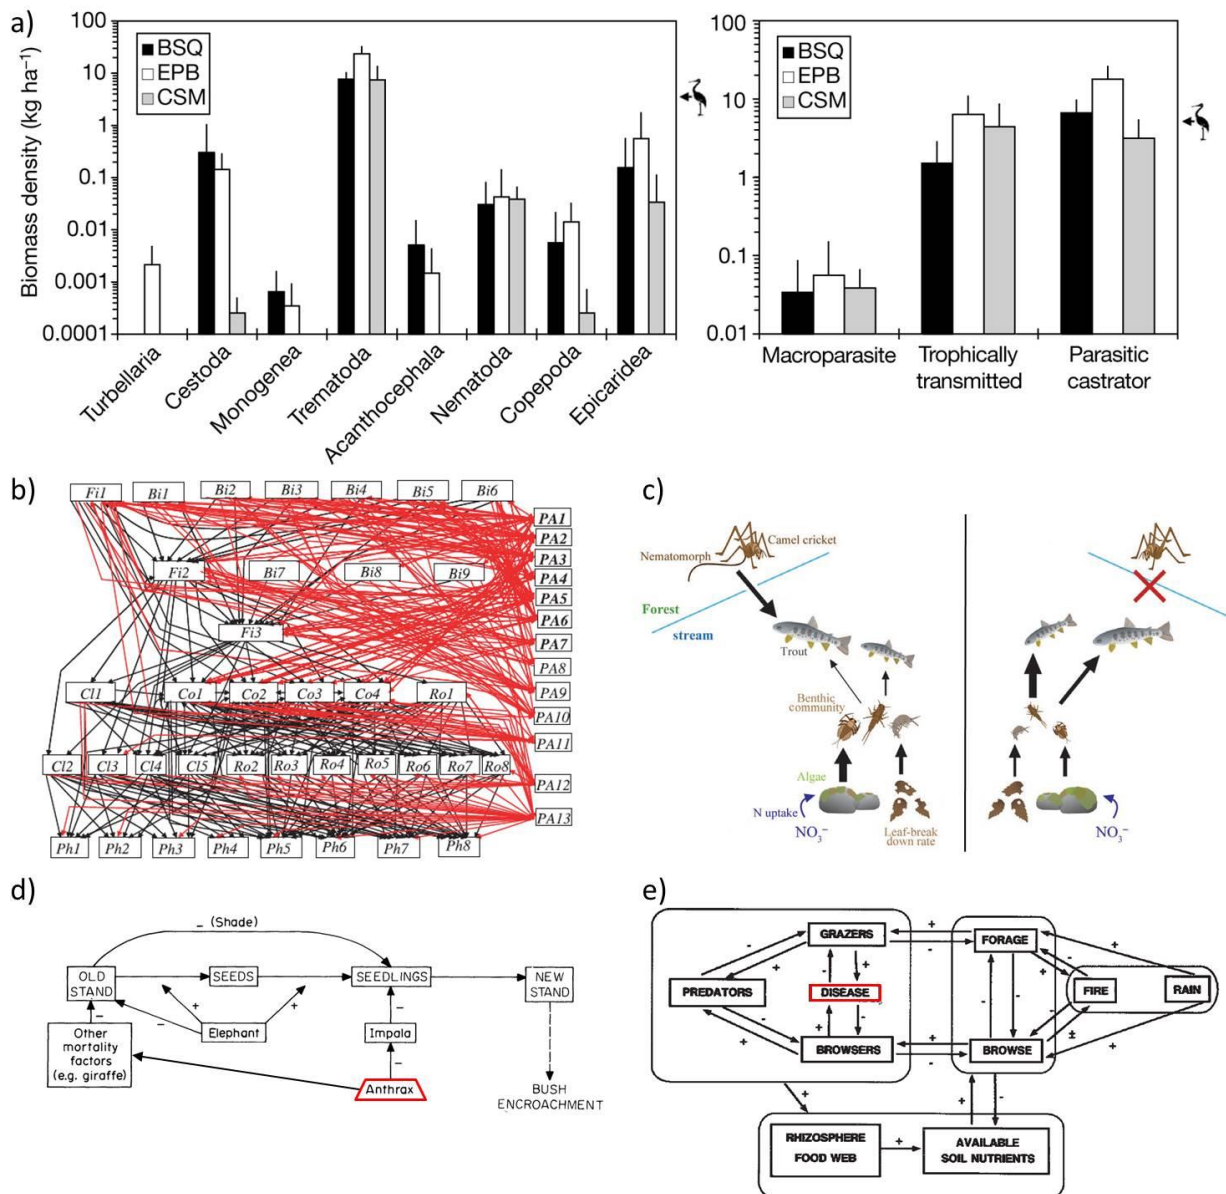 a)
Biomass density (kg ha⁻¹)
100
10
1
0.1
0.01
0.001
0.0001
BSQ
EPB
CSM
Turbellaria
Cestoda
Monogenea
Trematoda
Acanthocephala
Nematoda
Copepoda
Epicaridea
100
10
1
0.1
0.01
BSQ
EPB
CSM
Macroparasite
Trophically
transmitted
Parasitic
castrator
b)
Fi1 Bi1 Bi2 Bi3 Bi4 Bi5 Bi6
PA1
PA2
PA3
PA4
PA5
PA6
PA7
PA8
PA9
PA10
PA11
PA12
PA13
Fi2 Bi7 Bi8 Bi9
Fi3
Cl1 Co1 Co2 Co3 Co4 Ro1
Cl2 Cl3 Cl4 Cl5 Ro2 Ro3 Ro4 Ro5 Ro6 Ro7 Ro8
Ph1 Ph2 Ph3 Ph4 Ph5 Ph6 Ph7 Ph8
c)
Nematomorph
Camel cricket
Forest
stream
Trout
Benthic
community
Algae
N uptake
NO₃⁻
Leaf-break
down rate
NO₃⁻
d)
− (Shade)
OLD
STAND
SEEDS
SEEDLINGS
NEW
STAND
+
+
−
−
−
Elephant
Impala
Other
mortality
factors
(e.g. giraffe)
−
Anthrax
BUSH
ENCROACHMENT
e)
GRAZERS
+
-
FORAGE
+
-
+
-
+
+
-
PREDATORS
DISEASE
FIRE
RAIN
-
+
+
-
-
-
-
±
+
BROWSERS
+
-
BROWSE
+
+
-
RHIZOSPHERE
FOOD WEB
+
AVAILABLE
SOIL NUTRIENTS